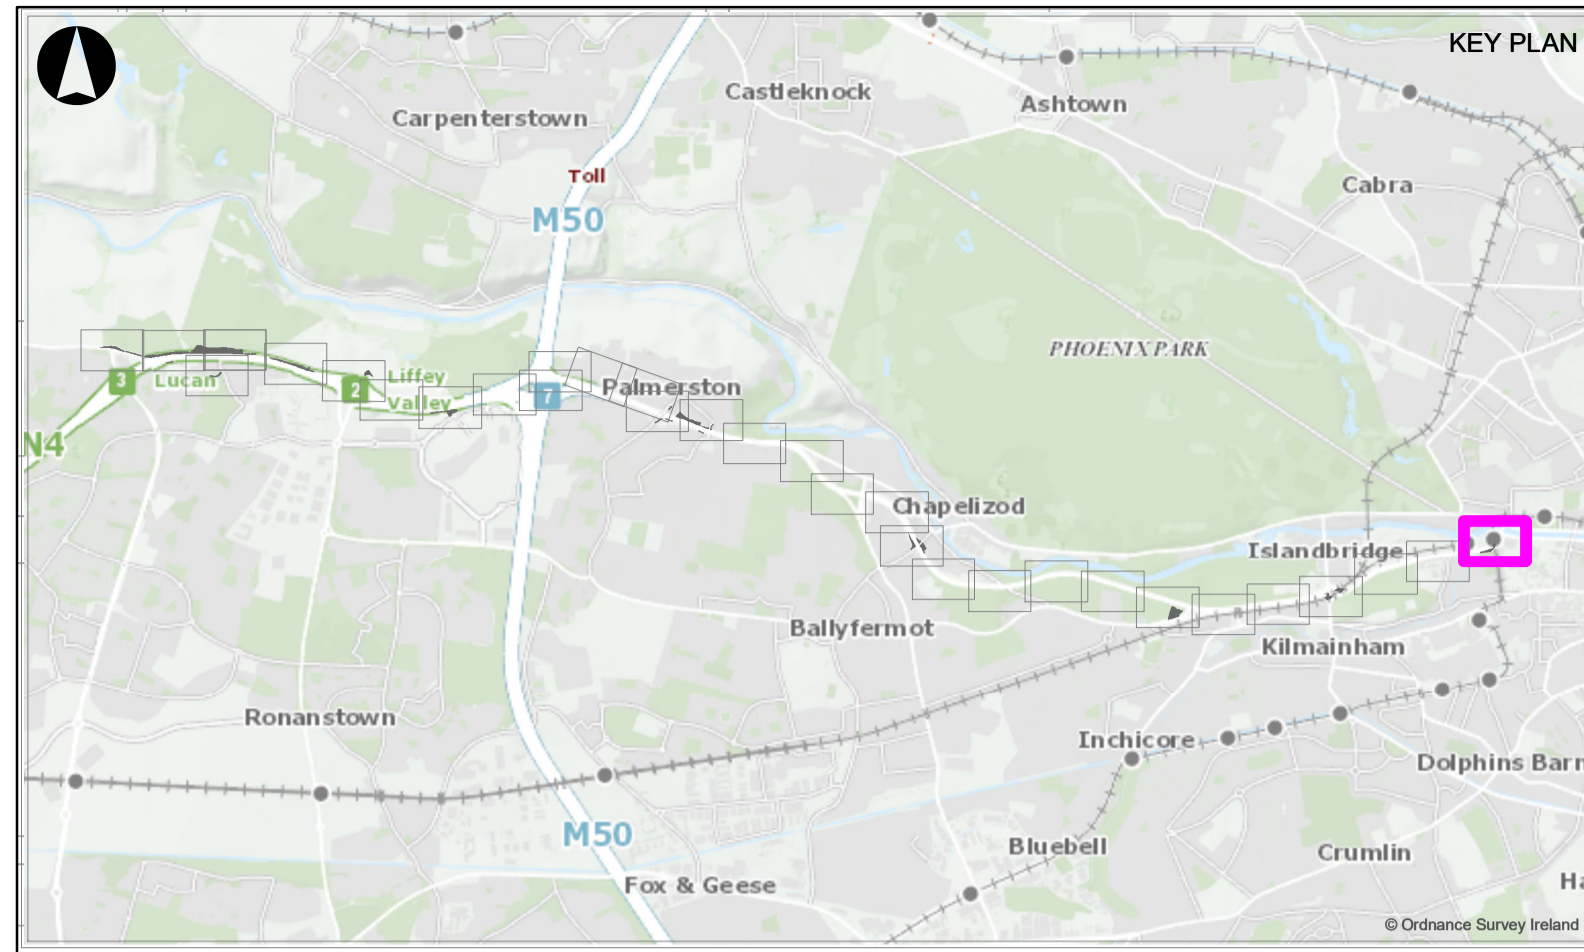 KEY PLAN
Castleknock
Ashtown
Carpenterstown
Toll
Cabra
M50
PHOENIX PARK
3
Lucan
2
Liffey
Valley
7
Palmerston
N4
Chapelizod
Islandbridge
Ballyfermot
Kilmainham
Ronanstown
Inchicore
Dolphins Barn
M50
Bluebell
Crumlin
Fox & Geese
Ha
© Ordnance Survey Ireland